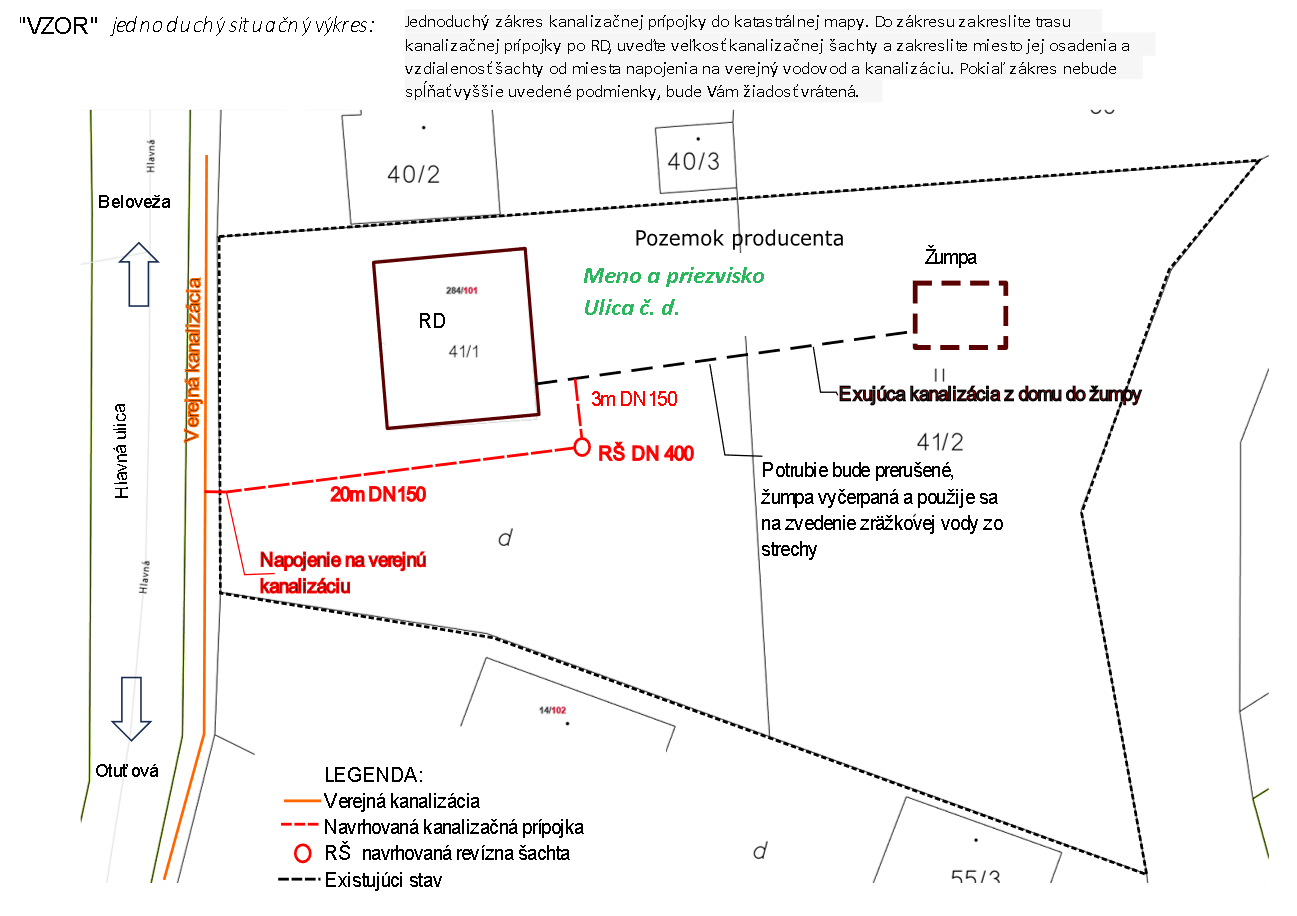 "VZOR" jednoduchý situačný výkres:
Jednoduchý zákres kanalizačnej prípojky do katastrálnej mapy. Do zákresu zakreslite trasu
kanalizačnej prípojky po RD, uveďte veľkosť kanalizačnej šachty a zakreslite miesto jej osadenia a
vzdialenosť šachty od miesta napojenia na verejný vodovod a kanalizáciu. Pokiaľ zákres nebude
spĺňať vyššie uvedené podmienky, bude Vám žiadosť vrátená.
Hlavná
40/2
40/3
Beloveža
Pozemok producenta
Meno a priezvisko
Ulica č. d.
Žumpa
284/101
RD
41/1
Verejná kanalizácia
3m DN150
Exujúca kanalizácia z domu do žumpy
Hlavná ulica
41/2
RŠ DN 400
20m DN150
Potrubie bude prerušené,
žumpa vyčerpaná a použije sa
na zvedenie zräžkóvej vody zo
strechy
d
Napojenie na verejnú
kanalizáciu
Hlavná
14/102
Otuťová
LEGENDA:
Verejná kanalizácia
Navrhovaná kanalizačná prípojka
RŠ navrhovaná revízna šachta
Existujúci stav
d
55/3